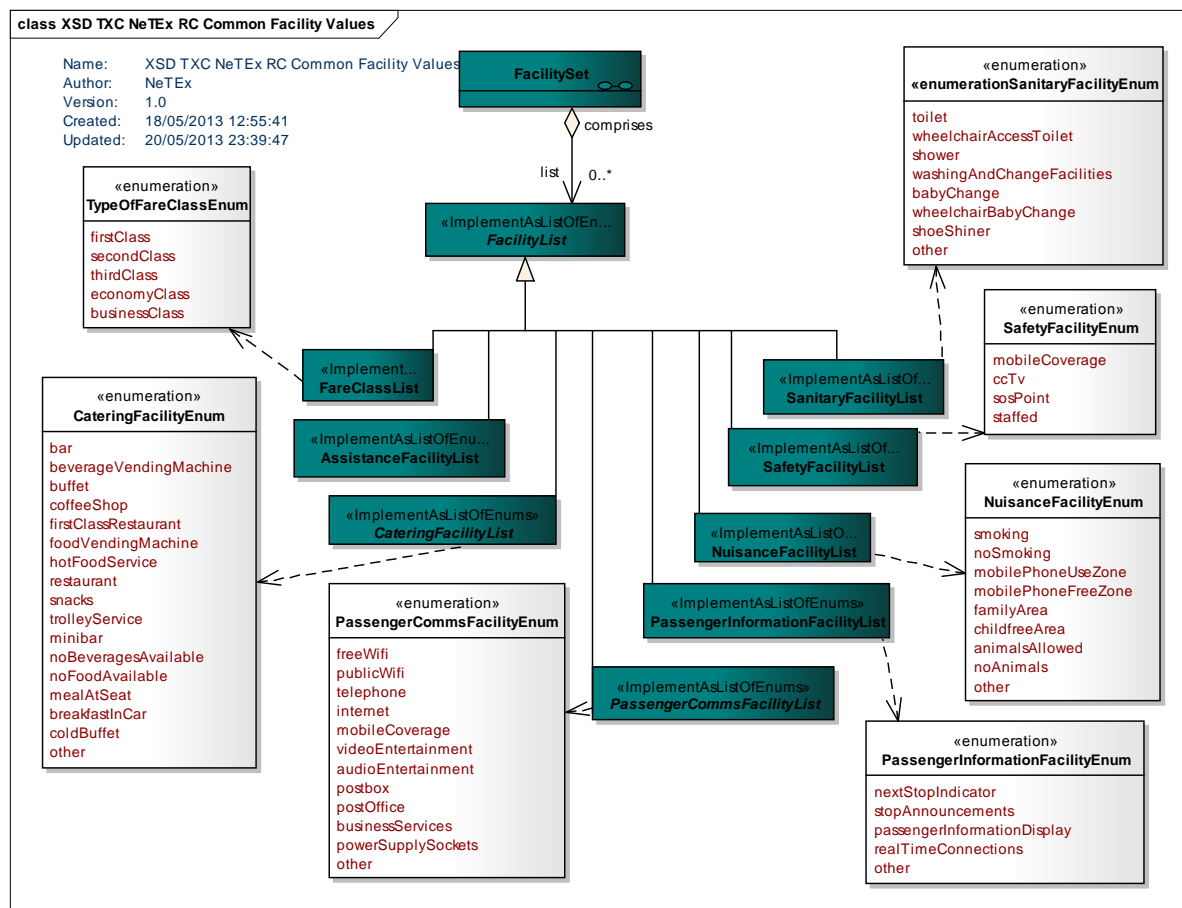 class XSD TXC NeTEx RC Common Facility Values
Name: XSD TXC NeTEx RC Common Facility Values
Author: NeTEx
Version: 1.0
Created: 18/05/2013 12:55:41
Updated: 20/05/2013 23:39:47
FacilitySet
comprises
list 0..*
«ImplementAsListOfEn...
FacilityList
«enumeration»
«enumerationSanitaryFacilityEnum
toilet
wheelchairAccessToilet
shower
washingAndChangeFacilities
babyChange
wheelchairBabyChange
shoeShiner
other
«enumeration»
TypeOfFareClassEnum
firstClass
secondClass
thirdClass
economyClass
businessClass
«enumeration»
SafetyFacilityEnum
mobileCoverage
ccTv
sosPoint
staffed
«Implement...
FareClassList
«ImplementAsListOf...
SanitaryFacilityList
«enumeration»
CateringFacilityEnum
bar
beverageVendingMachine
buffet
coffeeShop
firstClassRestaurant
foodVendingMachine
hotFoodService
restaurant
snacks
trolleyService
minibar
noBeveragesAvailable
noFoodAvailable
mealAtSeat
breakfastInCar
coldBuffet
other
«ImplementAsListOfEnu...
AssistanceFacilityList
«ImplementAsListOf...
SafetyFacilityList
«ImplementAsListOfEnums»
CateringFacilityList
«ImplementAsListO...
NuisanceFacilityList
«enumeration»
NuisanceFacilityEnum
smoking
noSmoking
mobilePhoneUseZone
mobilePhoneFreeZone
familyArea
childfreeArea
animalsAllowed
noAnimals
other
«enumeration»
PassengerCommsFacilityEnum
freeWifi
publicWifi
telephone
internet
mobileCoverage
videoEntertainment
audioEntertainment
postbox
postOffice
businessServices
powerSupplySockets
other
«ImplementAsListOfEnums»
PassengerInformationFacilityList
«ImplementAsListOfEnums»
PassengerCommsFacilityList
«enumeration»
PassengerInformationFacilityEnum
nextStopIndicator
stopAnnouncements
passengerInformationDisplay
realTimeConnections
other